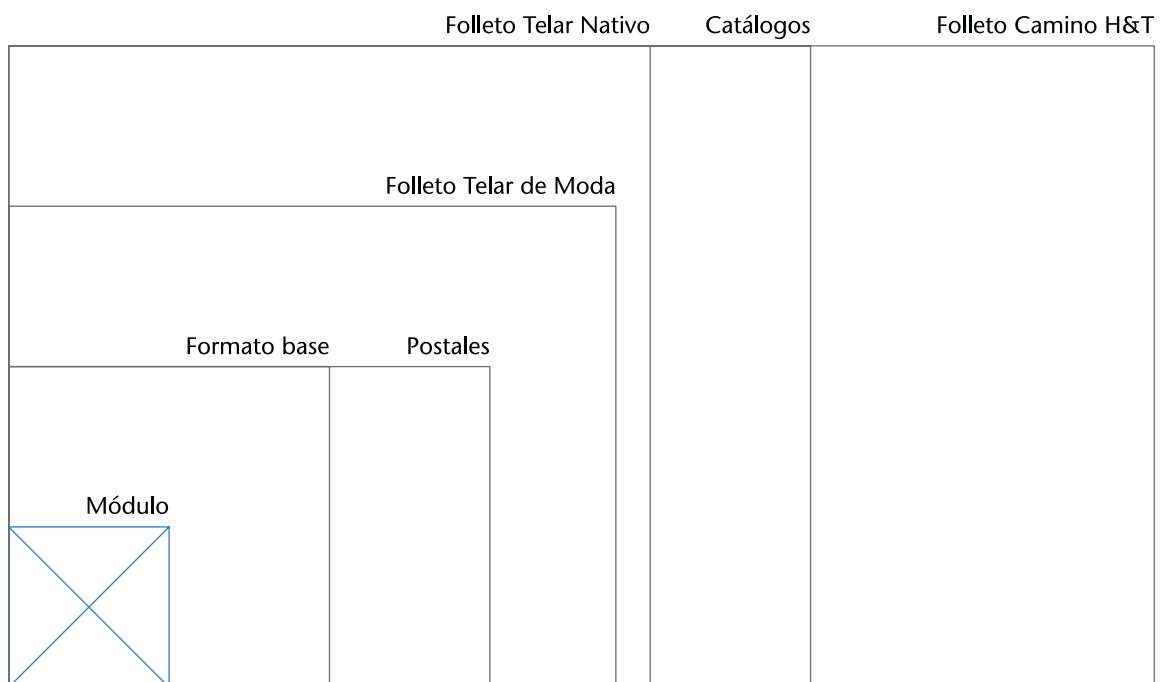 Folleto Telar Nativo
Catálogos
Folleto Camino H&T
Folleto Telar de Moda
Formato base
Postales
Módulo